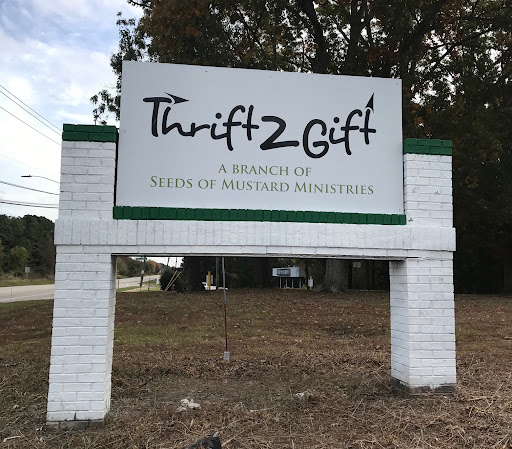 Thrift2Gift
A BRANCH OF
SEEDS OF MUSTARD MINISTRIES